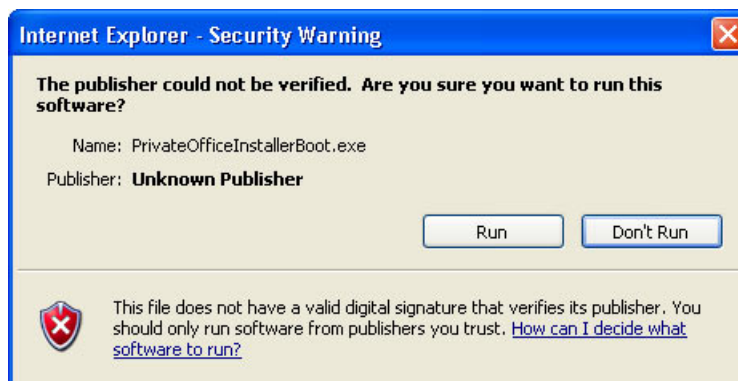 Internet Explorer - Security Warning
The publisher could not be verified.  Are you sure you want to run this
software?
Name: PrivateOfficeInstallerBoot.exe
Publisher: Unknown Publisher
Run Don't Run
This file does not have a valid digital signature that verifies its publisher. You
should only run software from publishers you trust. How can I decide what
software to run?